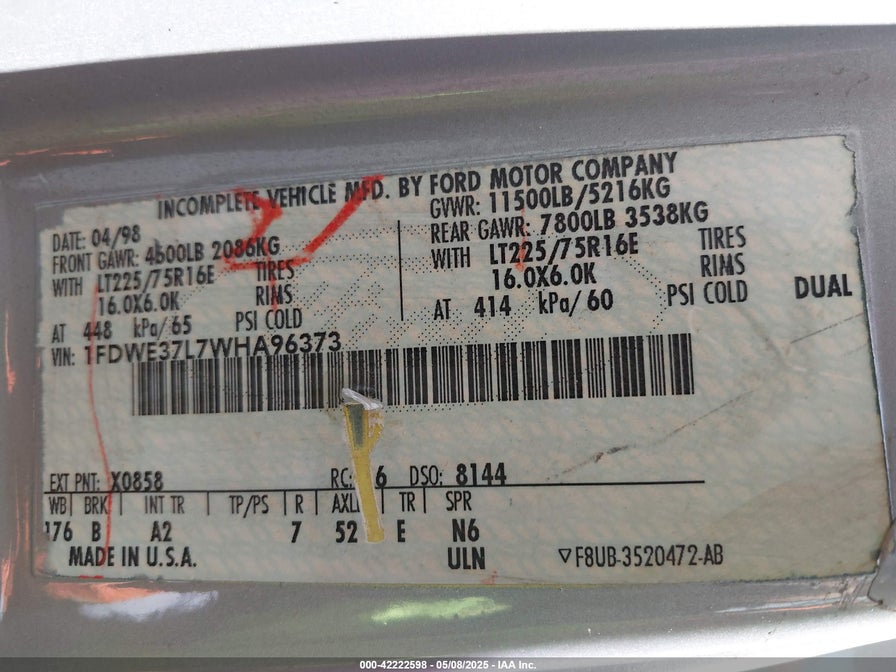 INCOMPLETE VEHICLE MFD. BY FORD MOTOR COMPANY
DATE: 04/98
FRONT GAWR: 4600LB 2086KG
WITH LT225/75R16E TIRES
16.0X6.0K RIMS
AT 448 kPa/65 PSI COLD
GVWR: 11500LB/5216KG
REAR GAWR: 7800LB 3538KG
WITH LT225/75R16E TIRES
16.0X6.0K RIMS
AT 414 kPa/60 PSI COLD DUAL
VIN: 1FDWE37L7WHA96373
EXT PNT: X0858 RC: 6 DSO: 8144
WB BRK INT TR TP/PS R AXL TR SPR
176 B A2 7 52 E N6
MADE IN U.S.A. ULN ▽F8UB-3520472-AB
000-42222598 - 05/08/2025 - IAA Inc.